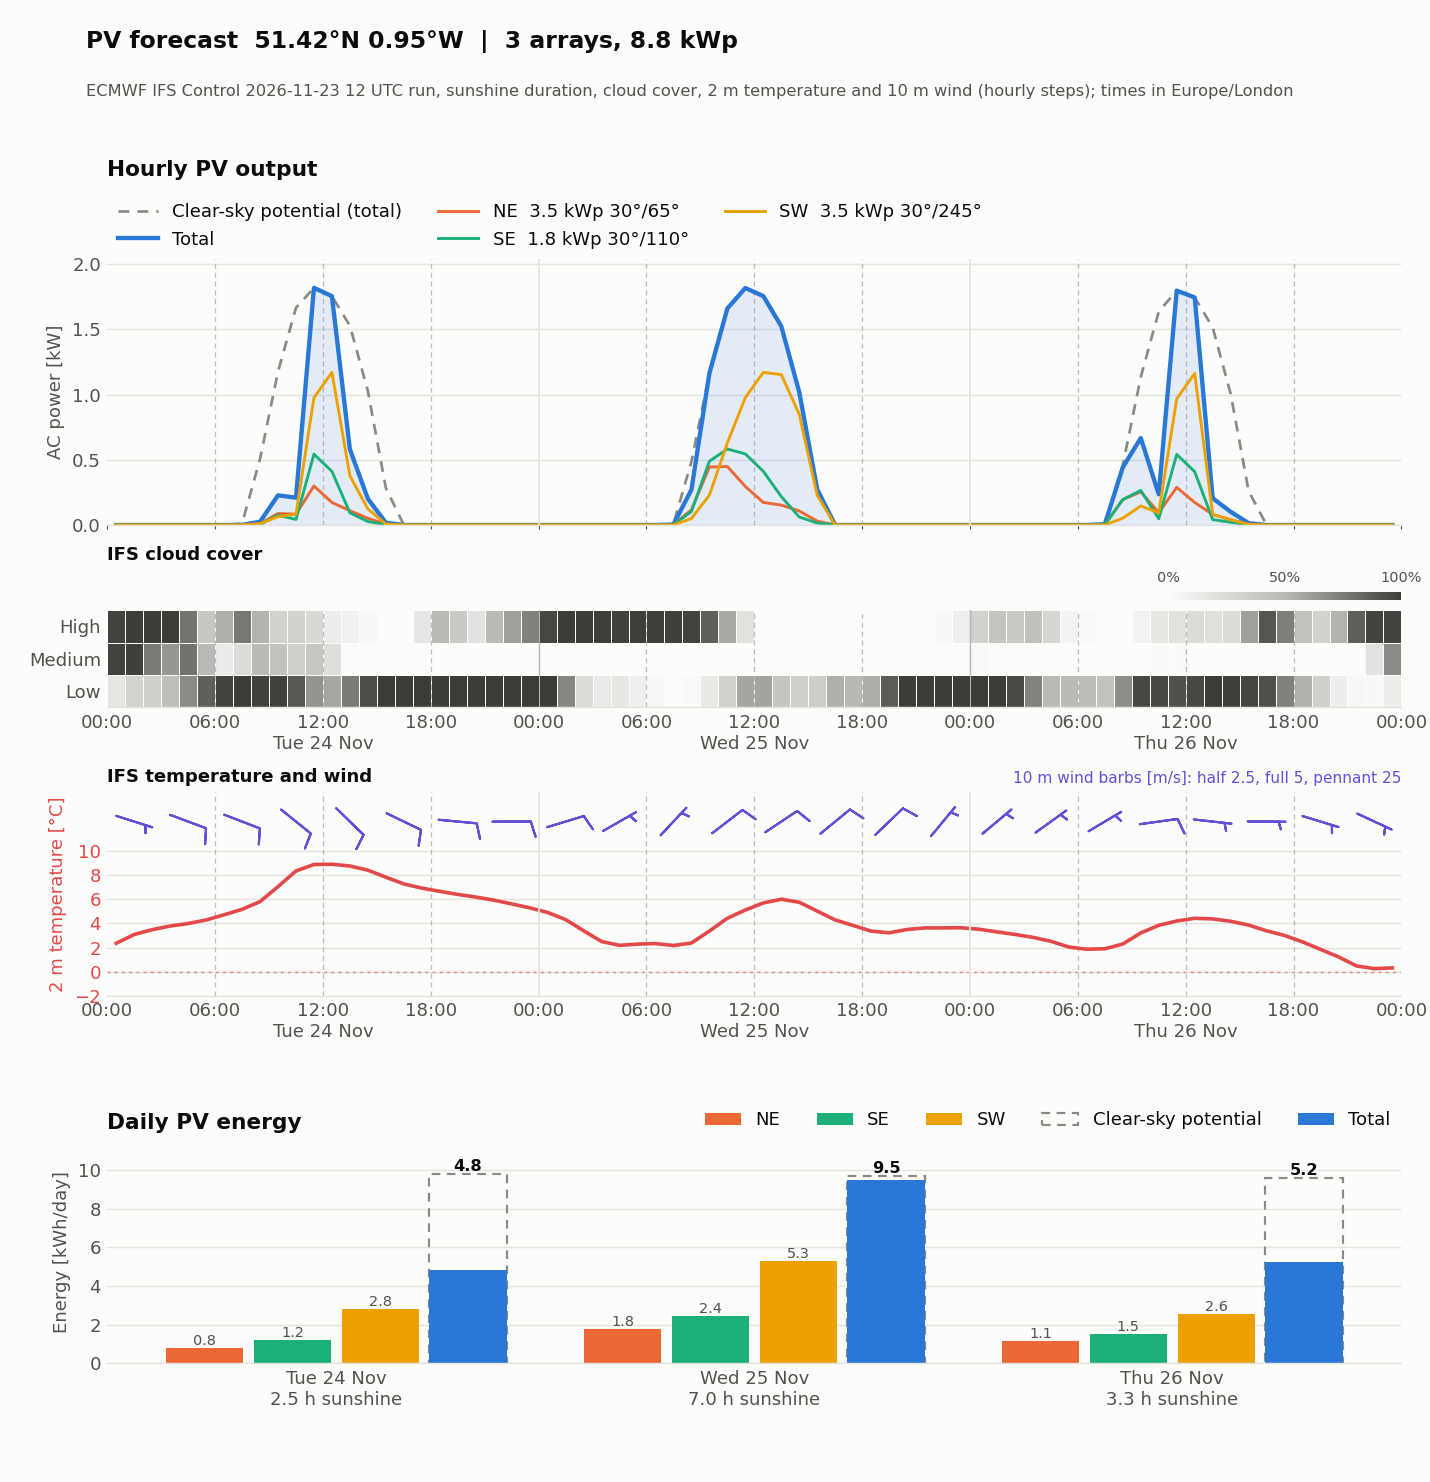 PV forecast  51.42°N 0.95°W  |  3 arrays, 8.8 kWp
ECMWF IFS Control 2026-11-23 12 UTC run, sunshine duration, cloud cover, 2 m temperature and 10 m wind (hourly steps); times in Europe/London
Hourly PV output
Clear-sky potential (total)
Total
NE  3.5 kWp 30°/65°
SE  1.8 kWp 30°/110°
SW  3.5 kWp 30°/245°
AC power [kW]
2.0
1.5
1.0
0.5
0.0
IFS cloud cover
0% 50% 100%
High
Medium
Low
00:00 06:00 12:00 18:00 00:00 06:00 12:00 18:00 00:00 06:00 12:00 18:00 00:00
Tue 24 Nov Wed 25 Nov Thu 26 Nov
IFS temperature and wind
10 m wind barbs [m/s]: half 2.5, full 5, pennant 25
2 m temperature [°C]
10
8
6
4
2
0
−2
00:00 06:00 12:00 18:00 00:00 06:00 12:00 18:00 00:00 06:00 12:00 18:00 00:00
Tue 24 Nov Wed 25 Nov Thu 26 Nov
Daily PV energy
NE SE SW Clear-sky potential Total
Energy [kWh/day]
10
8
6
4
2
0
0.8 1.2 2.8 4.8
1.8 2.4 5.3 9.5
1.1 1.5 2.6 5.2
Tue 24 Nov Wed 25 Nov Thu 26 Nov
2.5 h sunshine 7.0 h sunshine 3.3 h sunshine